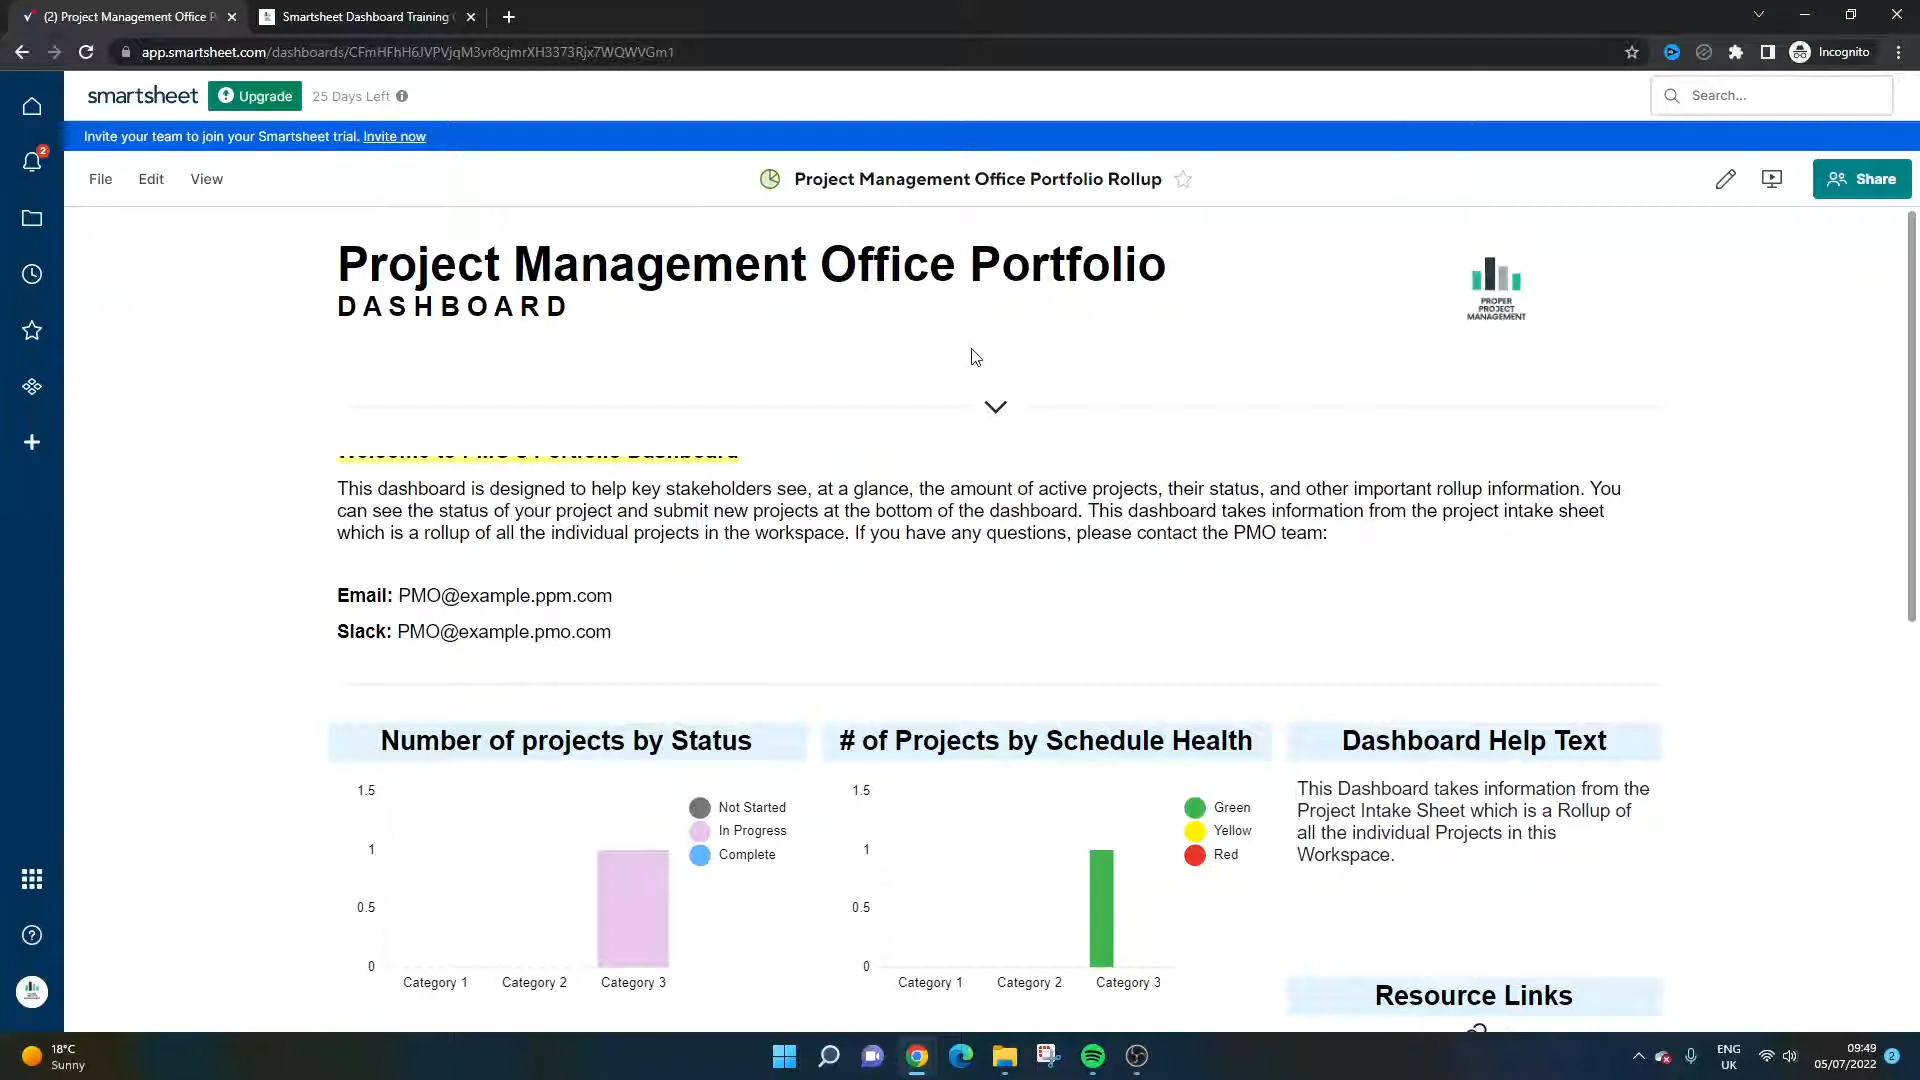 (2) Project Management Office P
Smartsheet Dashboard Training
app.smartsheet.com/dashboards/CFmHFhH6JVPVjqM3vr8cjmrXH3373Rjx7WQWVGm1
Incognito
smartsheet
Upgrade
25 Days Left
Search...
2
Invite your team to join your Smartsheet trial. Invite now
File Edit View
Project Management Office Portfolio Rollup
Share
Project Management Office Portfolio
DASHBOARD
PROPER
PROJECT
MANAGEMENT
Welcome to PMO's Portfolio Dashboard
This dashboard is designed to help key stakeholders see, at a glance, the amount of active projects, their status, and other important rollup information. You
can see the status of your project and submit new projects at the bottom of the dashboard. This dashboard takes information from the project intake sheet
which is a rollup of all the individual projects in the workspace. If you have any questions, please contact the PMO team:
Email: PMO@example.ppm.com
Slack: PMO@example.pmo.com
Number of projects by Status
1.5
1
0.5
0
Category 1 Category 2 Category 3
Not Started
In Progress
Complete
# of Projects by Schedule Health
1.5
1
0.5
0
Category 1 Category 2 Category 3
Green
Yellow
Red
Dashboard Help Text
This Dashboard takes information from the
Project Intake Sheet which is a Rollup of
all the individual Projects in this
Workspace.
Resource Links
18°C
Sunny
ENG
UK
09:49
05/07/2022
2